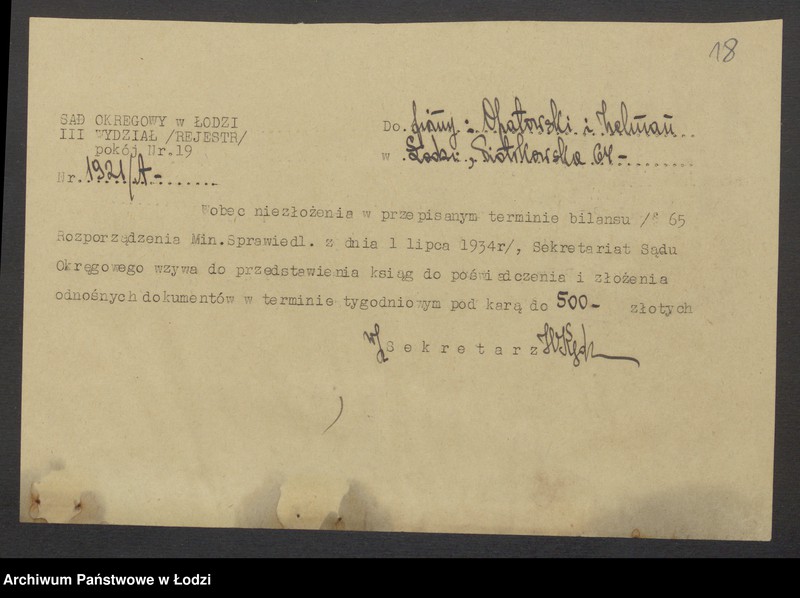 18
SĄD OKRĘGOWY w ŁODZI
III WYDZIAŁ /REJESTR/
pokój Nr.19
Nr. 1921/A-
Do firmy: Opatowski i Zelman
w Łodzi, Piotrkowska 64-
Wobec niezłożenia w przepisanym terminie bilansu /§ 65
Rozporządzenia Min.Sprawiedl. z dnia 1 lipca 1934r/, Sekretariat Sądu
Okręgowego wzywa do przedstawienia ksiąg do poświadczenia i złożenia
odnośnych dokumentów w terminie tygodniowym pod karą do 500- złotych
Sekretarz
Archiwum Państwowe w Łodzi